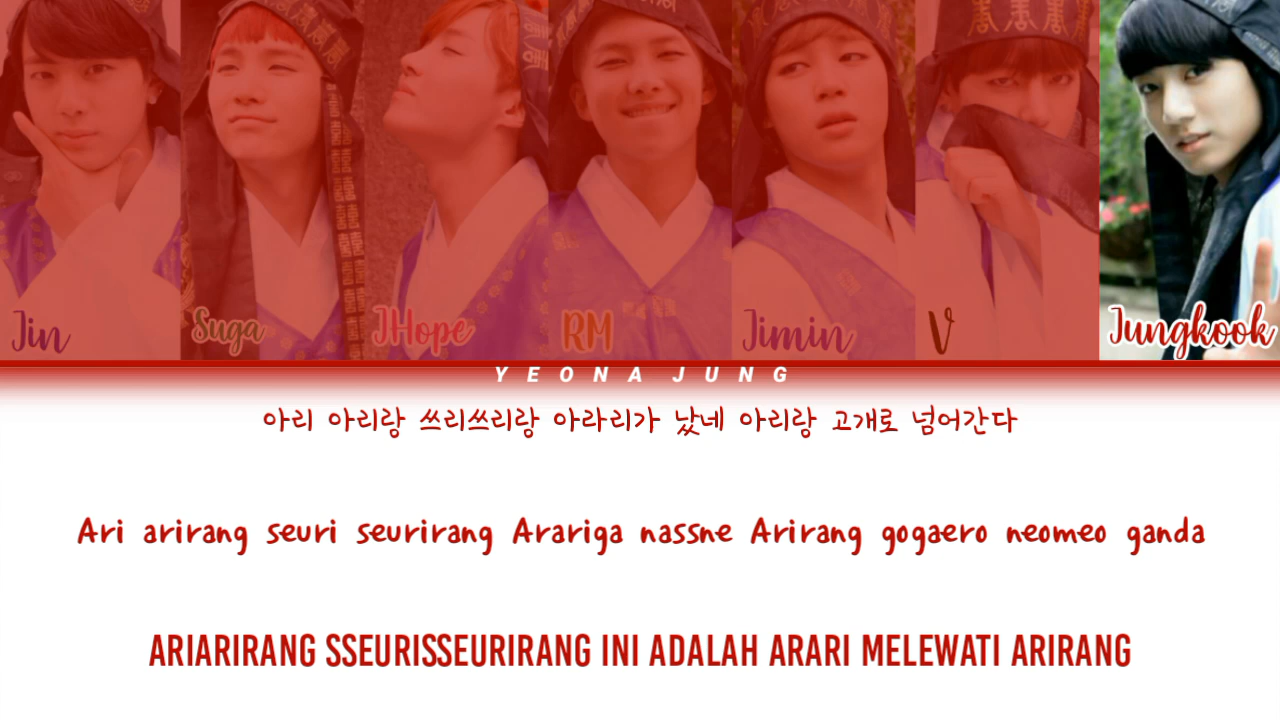 Jin Suga JHope RM Jimin V Jungkook
YEONA JUNG
아리 아리랑 쓰리쓰리랑 아라리가 났네 아리랑 고개로 넘어간다
Ari arirang seuri seurirang Arariga nassne Arirang gogaero neomeo ganda
ARIARIRANG SSEURISSEURIRANG INI ADALAH ARARI MELEWATI ARIRANG